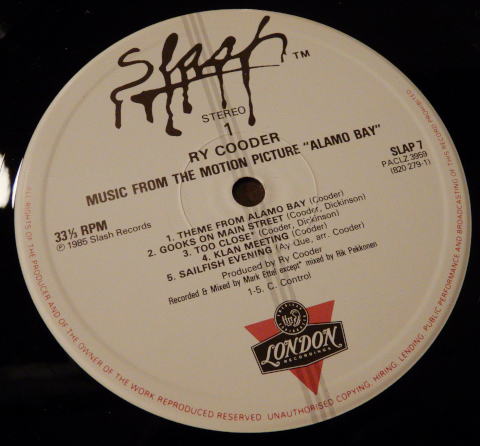 Slash TM
STEREO
1
RY COODER
MUSIC FROM THE MOTION PICTURE "ALAMO BAY"
SLAP 7
PACLZ 3959
(820 279-1)
33⅓ RPM
℗ 1985 Slash Records
1. THEME FROM ALAMO BAY (Cooder)
2. GOOKS ON MAIN STREET (Cooder, Dickinson)
3. TOO CLOSE* (Cooder, Dickinson)
4. KLAN MEETING (Cooder)
5. SAILFISH EVENING (Ay Que, arr. Cooder)
Produced by Ry Cooder
Recorded & Mixed by Mark Ettel except* mixed by Rik Pekkonen
1-5. C. Control
LONDON
RECORDINGS
ALL RIGHTS OF THE PRODUCER AND OF THE OWNER OF THE WORK REPRODUCED RESERVED. UNAUTHORISED COPYING, HIRING, LENDING, PUBLIC PERFORMANCE AND BROADCASTING OF THIS RECORD PROHIBITED